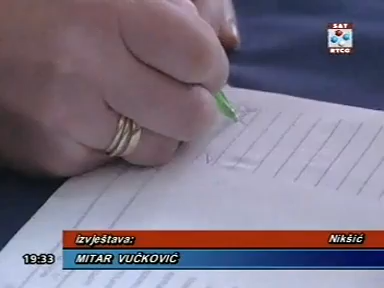 SAT
RTCG
izvještava:
Nikšić
19:33
MITAR VUČKOVIĆ